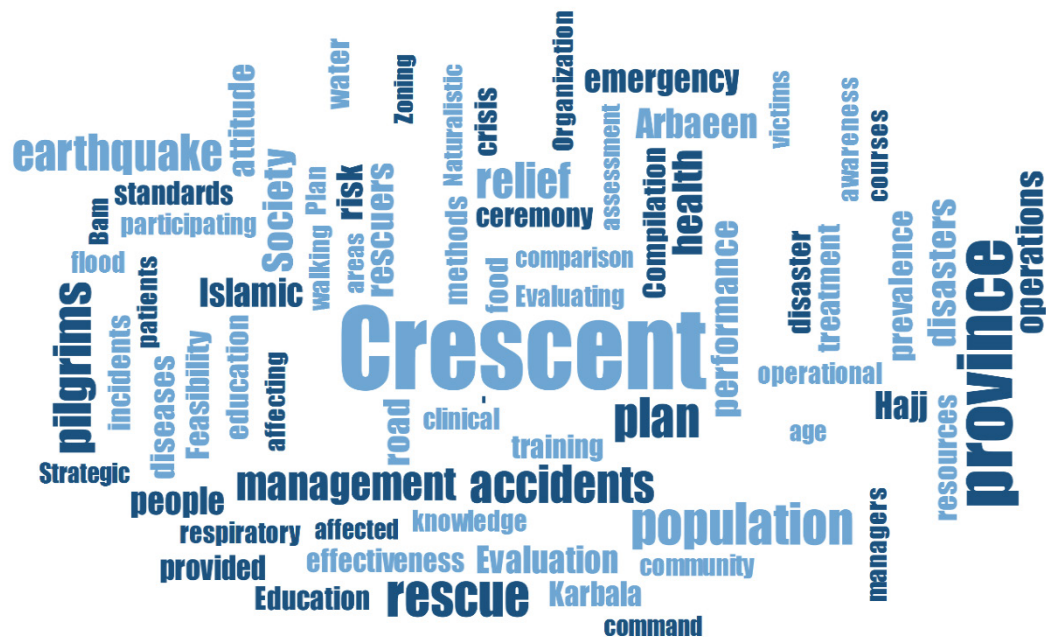 Organization
water
Zoning
Naturalistic
crisis
emergency
victims
attitude
earthquake
Arbaeen
assessment
awareness
courses
Society
Plan
risk
rescuers
methods
relief
Compilation
health
standards
participating
Bam
walking
areas
ceremony
comparison
food
Evaluating
flood
patients
Islamic
performance
disaster
treatment
prevalence
disasters
province
operations
pilgrims
incidents
diseases
Feasibility
education
affecting
Crescent
operational
Hajj
resources
road
clinical
plan
age
training
Strategic
people
management
accidents
managers
respiratory
affected
knowledge
population
provided
effectiveness
Evaluation
community
Education
rescue
Karbala
command